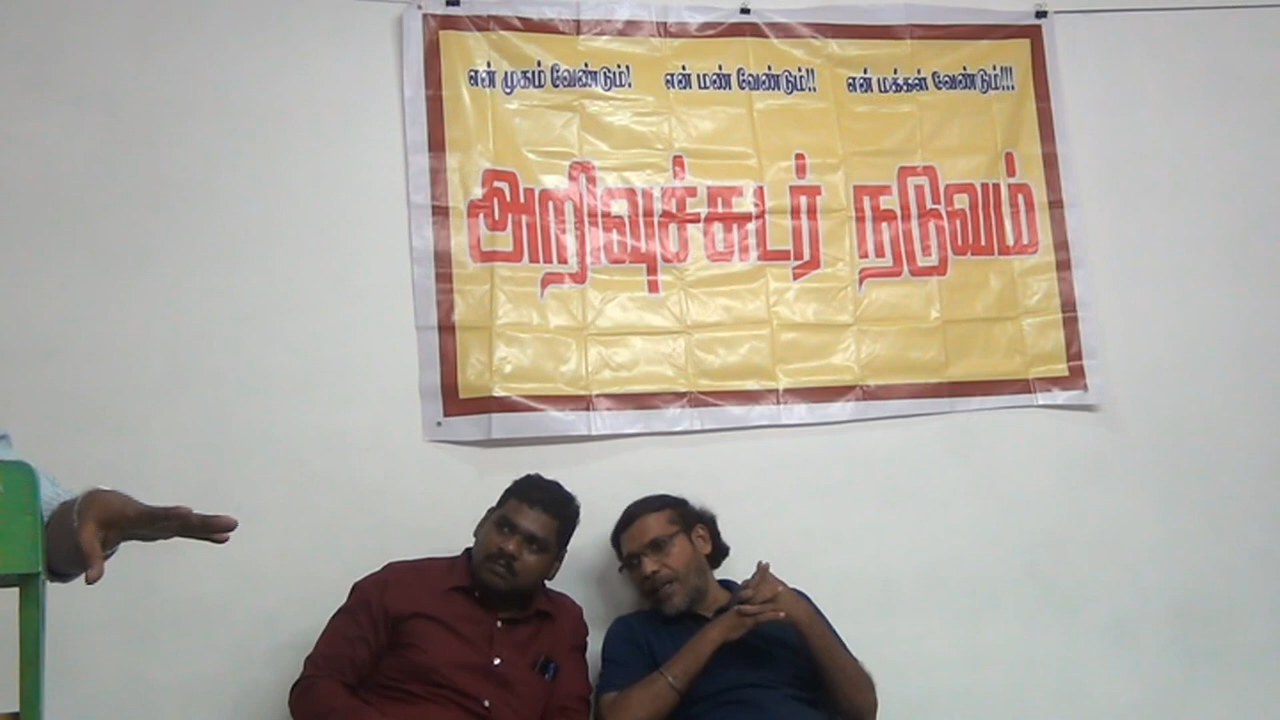 என் முகம் வேண்டும்! என் மண் வேண்டும்!! என் மக்கள் வேண்டும்!!!
அறிவுச்சுடர் நடுவம்